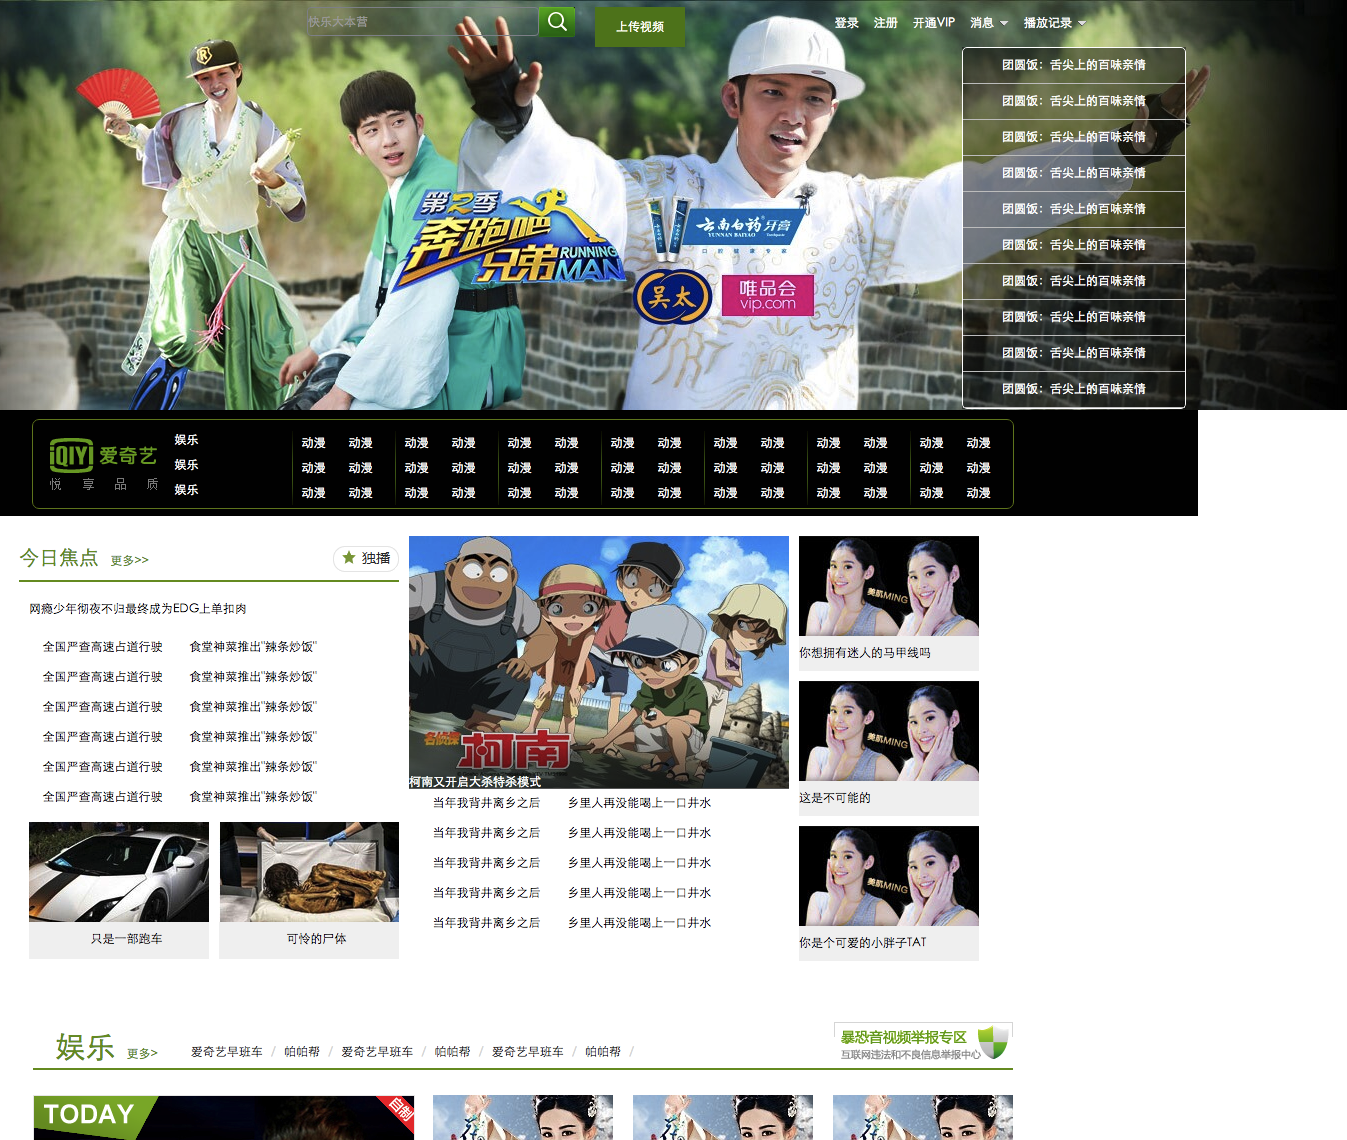 快乐大本营
上传视频
登录 注册 开通VIP 消息 播放记录
团圆饭：舌尖上的百味亲情
团圆饭：舌尖上的百味亲情
团圆饭：舌尖上的百味亲情
团圆饭：舌尖上的百味亲情
团圆饭：舌尖上的百味亲情
团圆饭：舌尖上的百味亲情
团圆饭：舌尖上的百味亲情
团圆饭：舌尖上的百味亲情
团圆饭：舌尖上的百味亲情
团圆饭：舌尖上的百味亲情
R
第2季
奔跑吧
兄弟
RUNNING
MAN
云南白药®牙膏
YUNNAN BAIYAO Toothpaste
口腔健康专家
吴太
唯品会
vip.com
iQIYI 爱奇艺
悦享品质
娱乐 动漫 动漫 动漫 动漫 动漫 动漫 动漫 动漫 动漫 动漫 动漫 动漫 动漫 动漫
娱乐 动漫 动漫 动漫 动漫 动漫 动漫 动漫 动漫 动漫 动漫 动漫 动漫 动漫 动漫
娱乐 动漫 动漫 动漫 动漫 动漫 动漫 动漫 动漫 动漫 动漫 动漫 动漫 动漫 动漫
今日焦点 更多>> 独播
网瘾少年彻夜不归最终成为EDG上单扣肉
全国严查高速占道行驶 食堂神菜推出"辣条炒饭"
全国严查高速占道行驶 食堂神菜推出"辣条炒饭"
全国严查高速占道行驶 食堂神菜推出"辣条炒饭"
全国严查高速占道行驶 食堂神菜推出"辣条炒饭"
全国严查高速占道行驶 食堂神菜推出"辣条炒饭"
全国严查高速占道行驶 食堂神菜推出"辣条炒饭"
只是一部跑车 可怜的尸体
名侦探
柯南
柯南又开启大杀特杀模式
当年我背井离乡之后 乡里人再没能喝上一口井水
当年我背井离乡之后 乡里人再没能喝上一口井水
当年我背井离乡之后 乡里人再没能喝上一口井水
当年我背井离乡之后 乡里人再没能喝上一口井水
当年我背井离乡之后 乡里人再没能喝上一口井水
美肌MING
你想拥有迷人的马甲线吗
美肌MING
这是不可能的
美肌MING
你是个可爱的小胖子TAT
娱乐 更多> 爱奇艺早班车 / 帕帕帮 / 爱奇艺早班车 / 帕帕帮 / 爱奇艺早班车 / 帕帕帮 /
暴恐音视频举报专区
互联网违法和不良信息举报中心
TODAY
自制